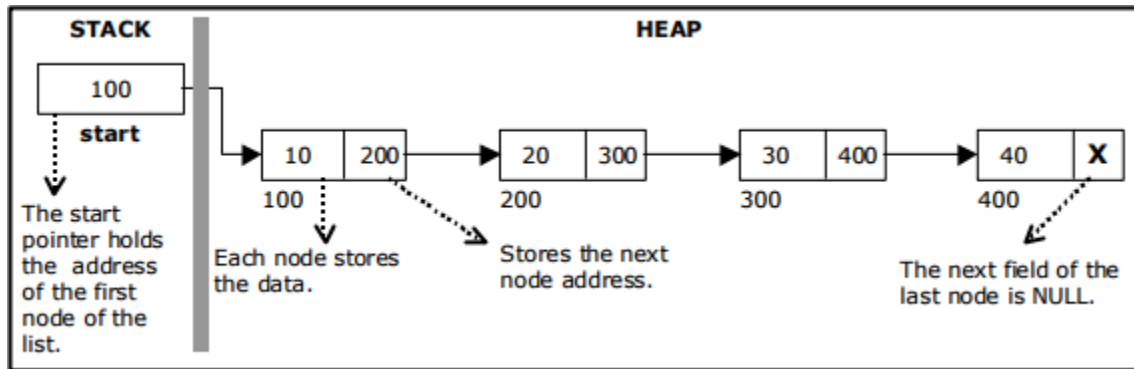 STACK
HEAP
100
start
10 200
20 300
30 400
40 X
100
200
300
400
The start
pointer holds
the address
of the first
node of the
list.
Each node stores
the data.
Stores the next
node address.
The next field of the
last node is NULL.